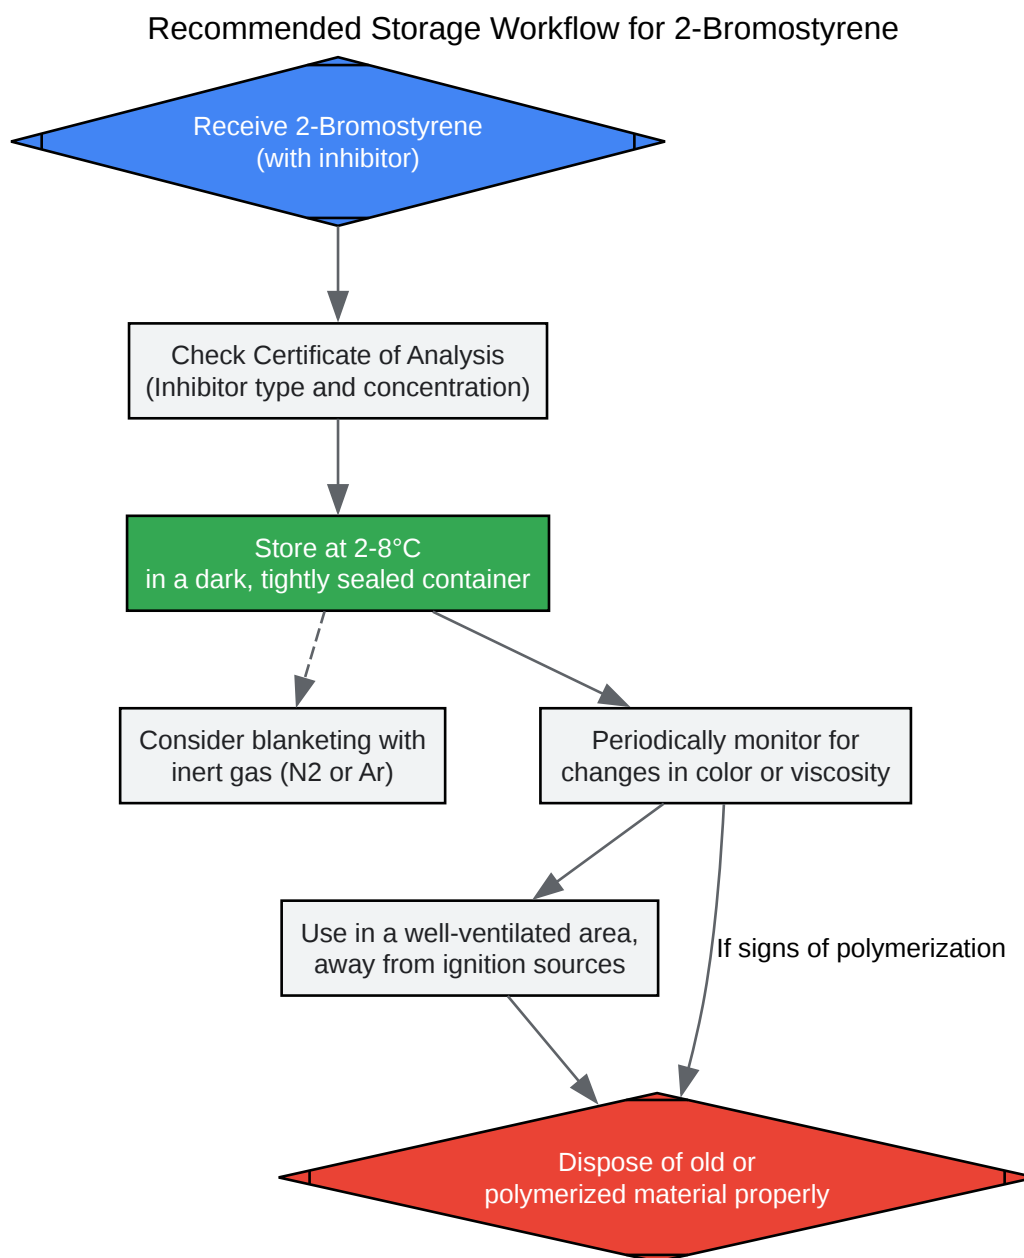 Recommended Storage Workflow for 2-Bromostyrene
Receive 2-Bromostyrene
(with inhibitor)
Check Certificate of Analysis
(Inhibitor type and concentration)
Store at 2-8°C
in a dark, tightly sealed container
Consider blanketing with
inert gas (N2 or Ar)
Periodically monitor for
changes in color or viscosity
Use in a well-ventilated area,
away from ignition sources
If signs of polymerization
Dispose of old or
polymerized material properly